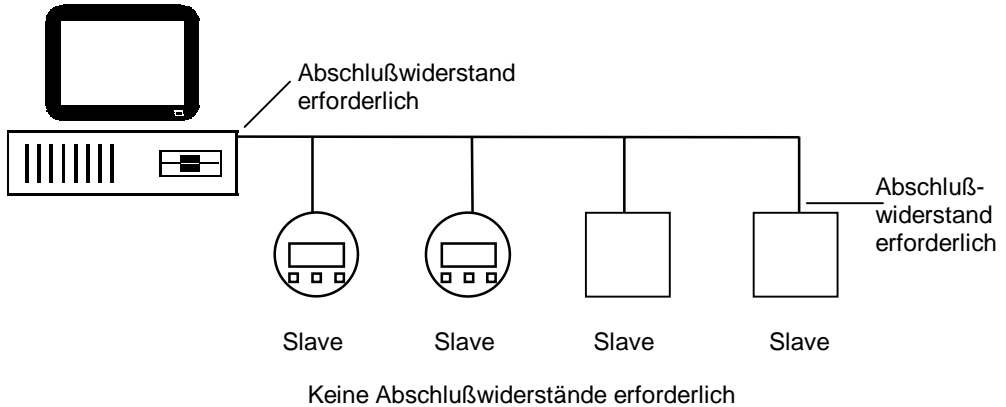 Abschlußwiderstand
erforderlich
Abschluß-
widerstand
erforderlich
Slave
Slave
Slave
Slave
Keine Abschlußwiderstände erforderlich